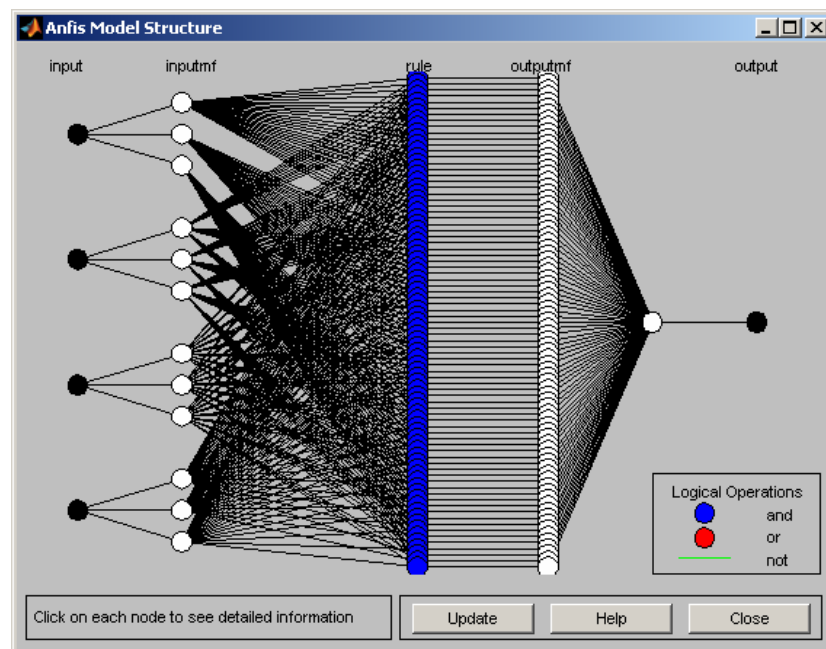 Anfis Model Structure
input inputmf rule outputmf output
Logical Operations
and
or
not
Click on each node to see detailed information
Update Help Close